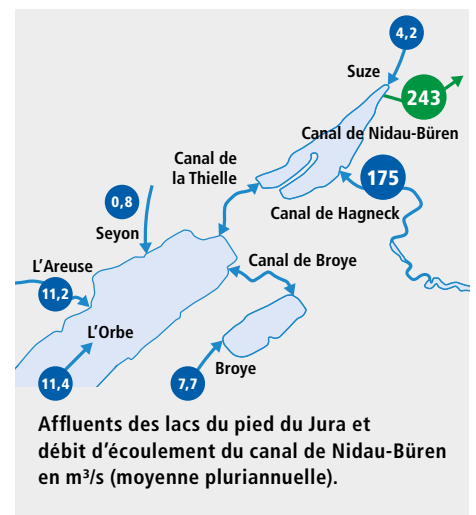 4,2
Suze
243
Canal de Nidau-Büren
Canal de
la Thielle
175
0,8
Canal de Hagneck
Seyon
L'Areuse
Canal de Broye
11,2
L'Orbe
11,4
7,7
Broye
Affluents des lacs du pied du Jura et
débit d'écoulement du canal de Nidau-Büren
en m³/s (moyenne pluriannuelle).